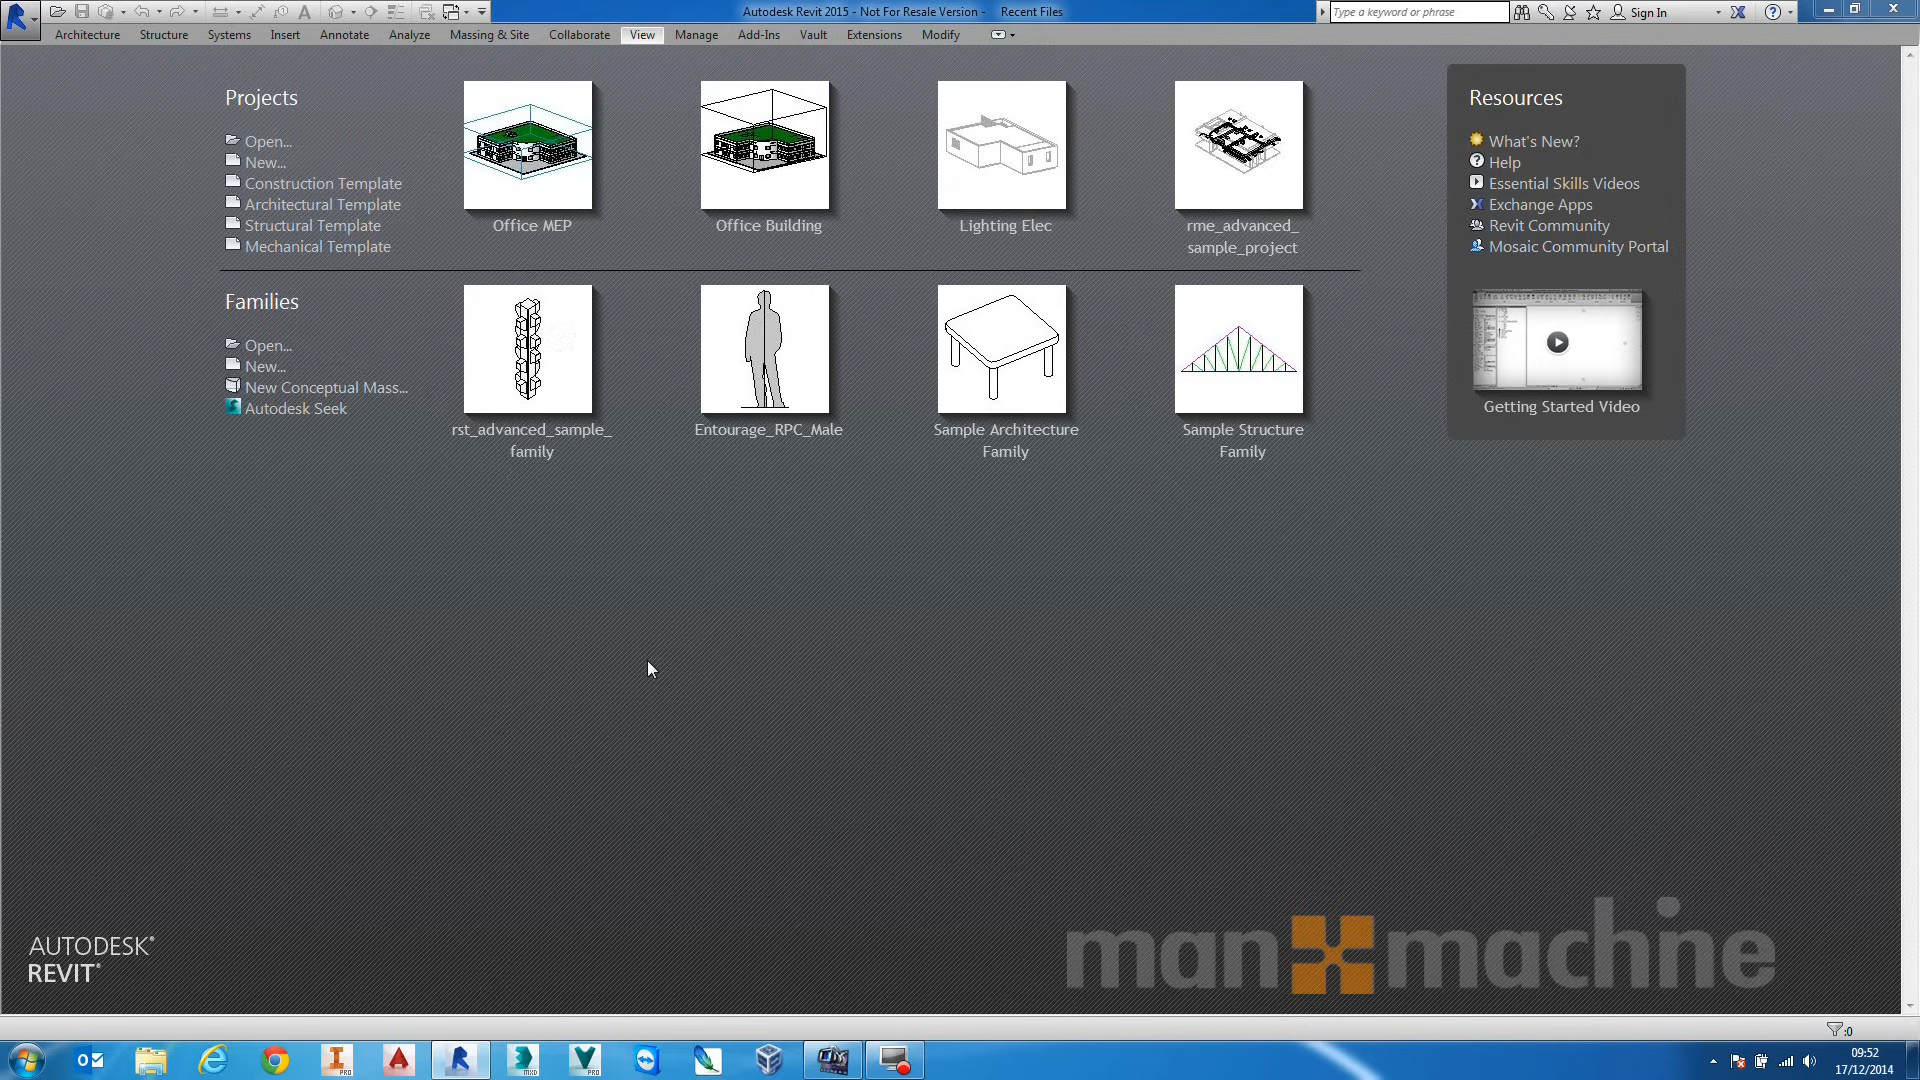 Autodesk Revit 2015 - Not For Resale Version - Recent Files
Type a keyword or phrase
Sign In
Architecture Structure Systems Insert Annotate Analyze Massing & Site Collaborate View Manage Add-Ins Vault Extensions Modify
Projects
Open...
New...
Construction Template
Architectural Template
Structural Template
Mechanical Template
Office MEP
Office Building
Lighting Elec
rme_advanced_
sample_project
Families
Open...
New...
New Conceptual Mass...
Autodesk Seek
rst_advanced_sample_
family
Entourage_RPC_Male
Sample Architecture
Family
Sample Structure
Family
Resources
What's New?
Help
Essential Skills Videos
Exchange Apps
Revit Community
Mosaic Community Portal
Getting Started Video
AUTODESK®
REVIT®
man machine
:0
PRO
MXD
PRO
09:52
17/12/2014